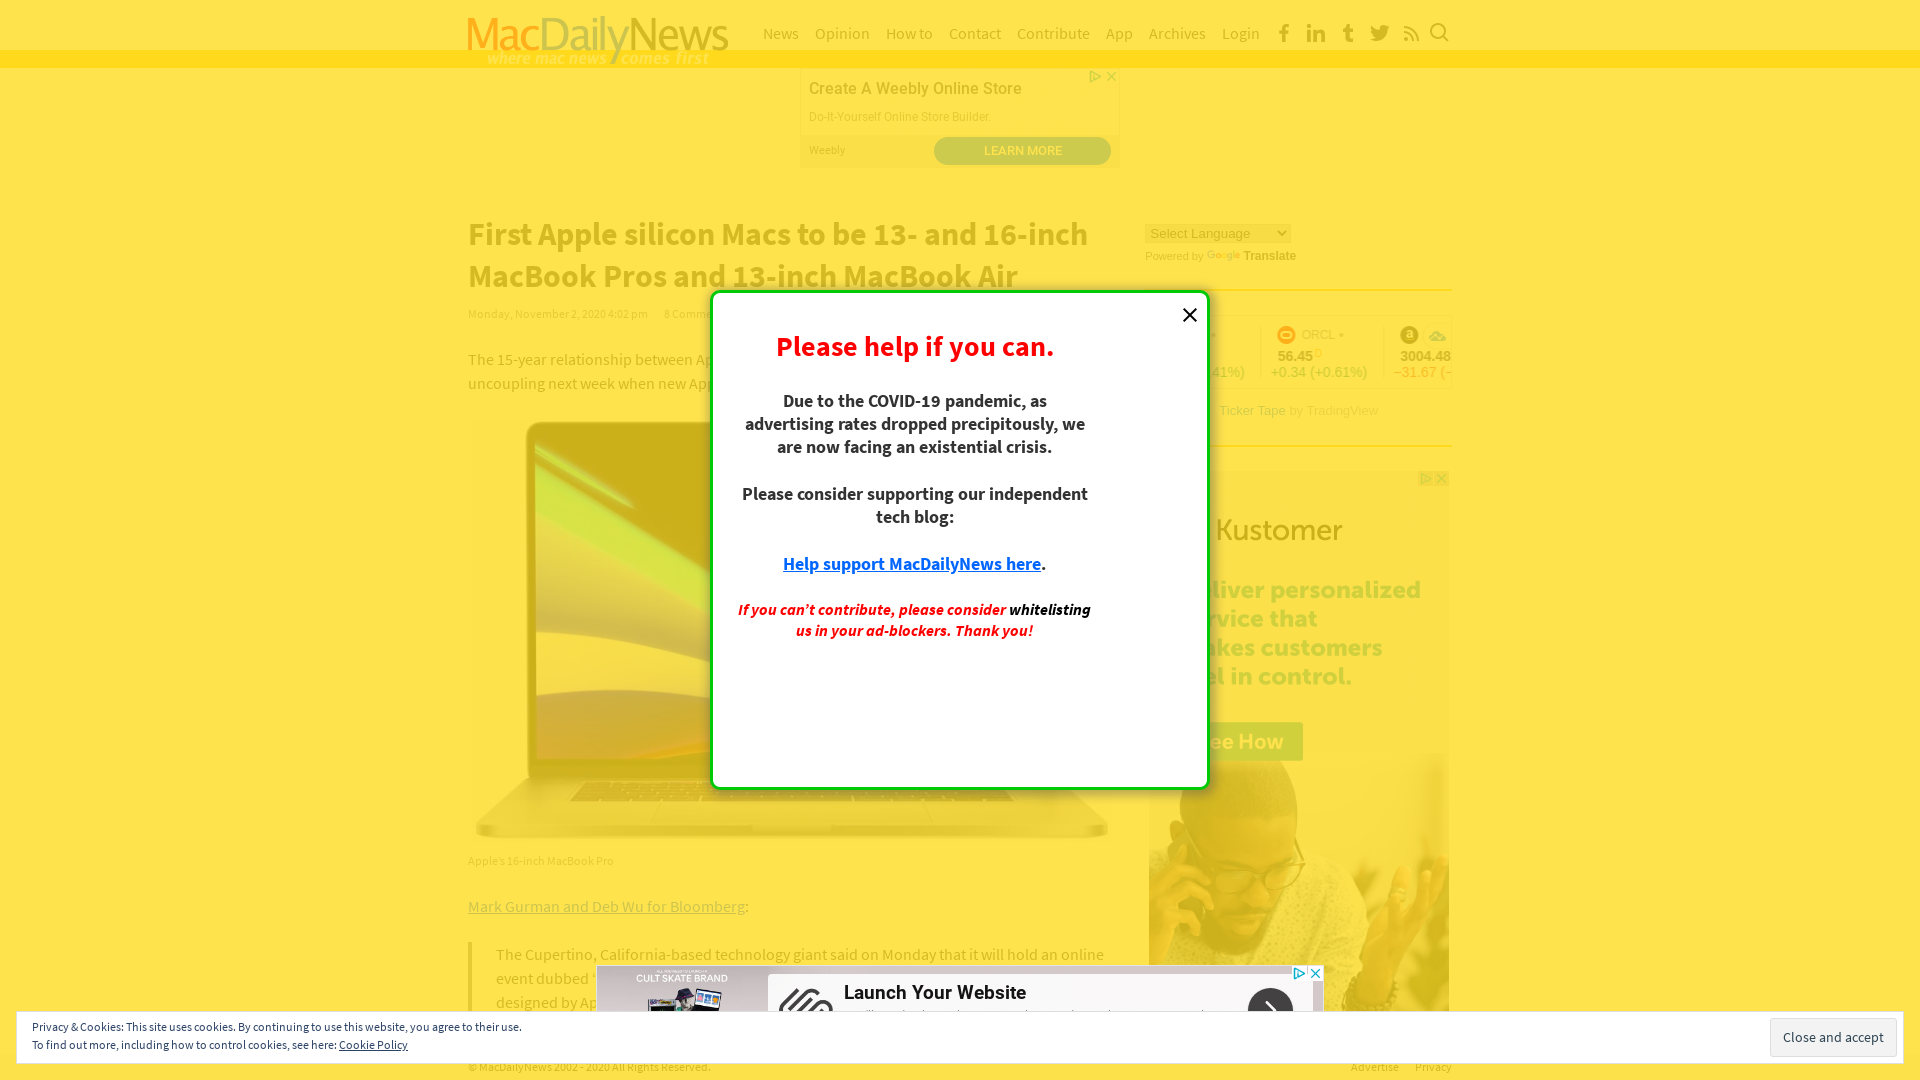 MacDailyNews
where mac news comes first
News Opinion How to Contact Contribute App Archives Login
Create A Weebly Online Store
Do-It-Yourself Online Store Builder.
Weebly
LEARN MORE
First Apple silicon Macs to be 13- and 16-inch
MacBook Pros and 13-inch MacBook Air
Monday, November 2, 2020 4:02 pm
The 15-year relationship between
uncoupling next week when new
Select Language
Powered by Google Translate
ORCL
56.45 D
+0.34 (+0.61%)
3004.48
−31.67
41%)
Ticker Tape by TradingView
Please help if you can.
Due to the COVID-19 pandemic, as
advertising rates dropped precipitously, we
are now facing an existential crisis.
Please consider supporting our independent
tech blog:
Help support MacDailyNews here.
If you can’t contribute, please consider whitelisting
us in your ad-blockers. Thank you!
Kustomer
personalized
that
customers
in control.
How
Apple's 16-inch MacBook Pro
Mark Gurman and Deb Wu for Bloomberg:
The Cupertino, California-based technology giant said on Monday that it will hold an online
event dubbed
designed by
CULT SKATE BRAND
Launch Your Website
Privacy & Cookies: This site uses cookies. By continuing to use this website, you agree to their use.
To find out more, including how to control cookies, see here: Cookie Policy
Close and accept
© MacDailyNews 2002 - 2020 All Rights Reserved.
Advertise Privacy